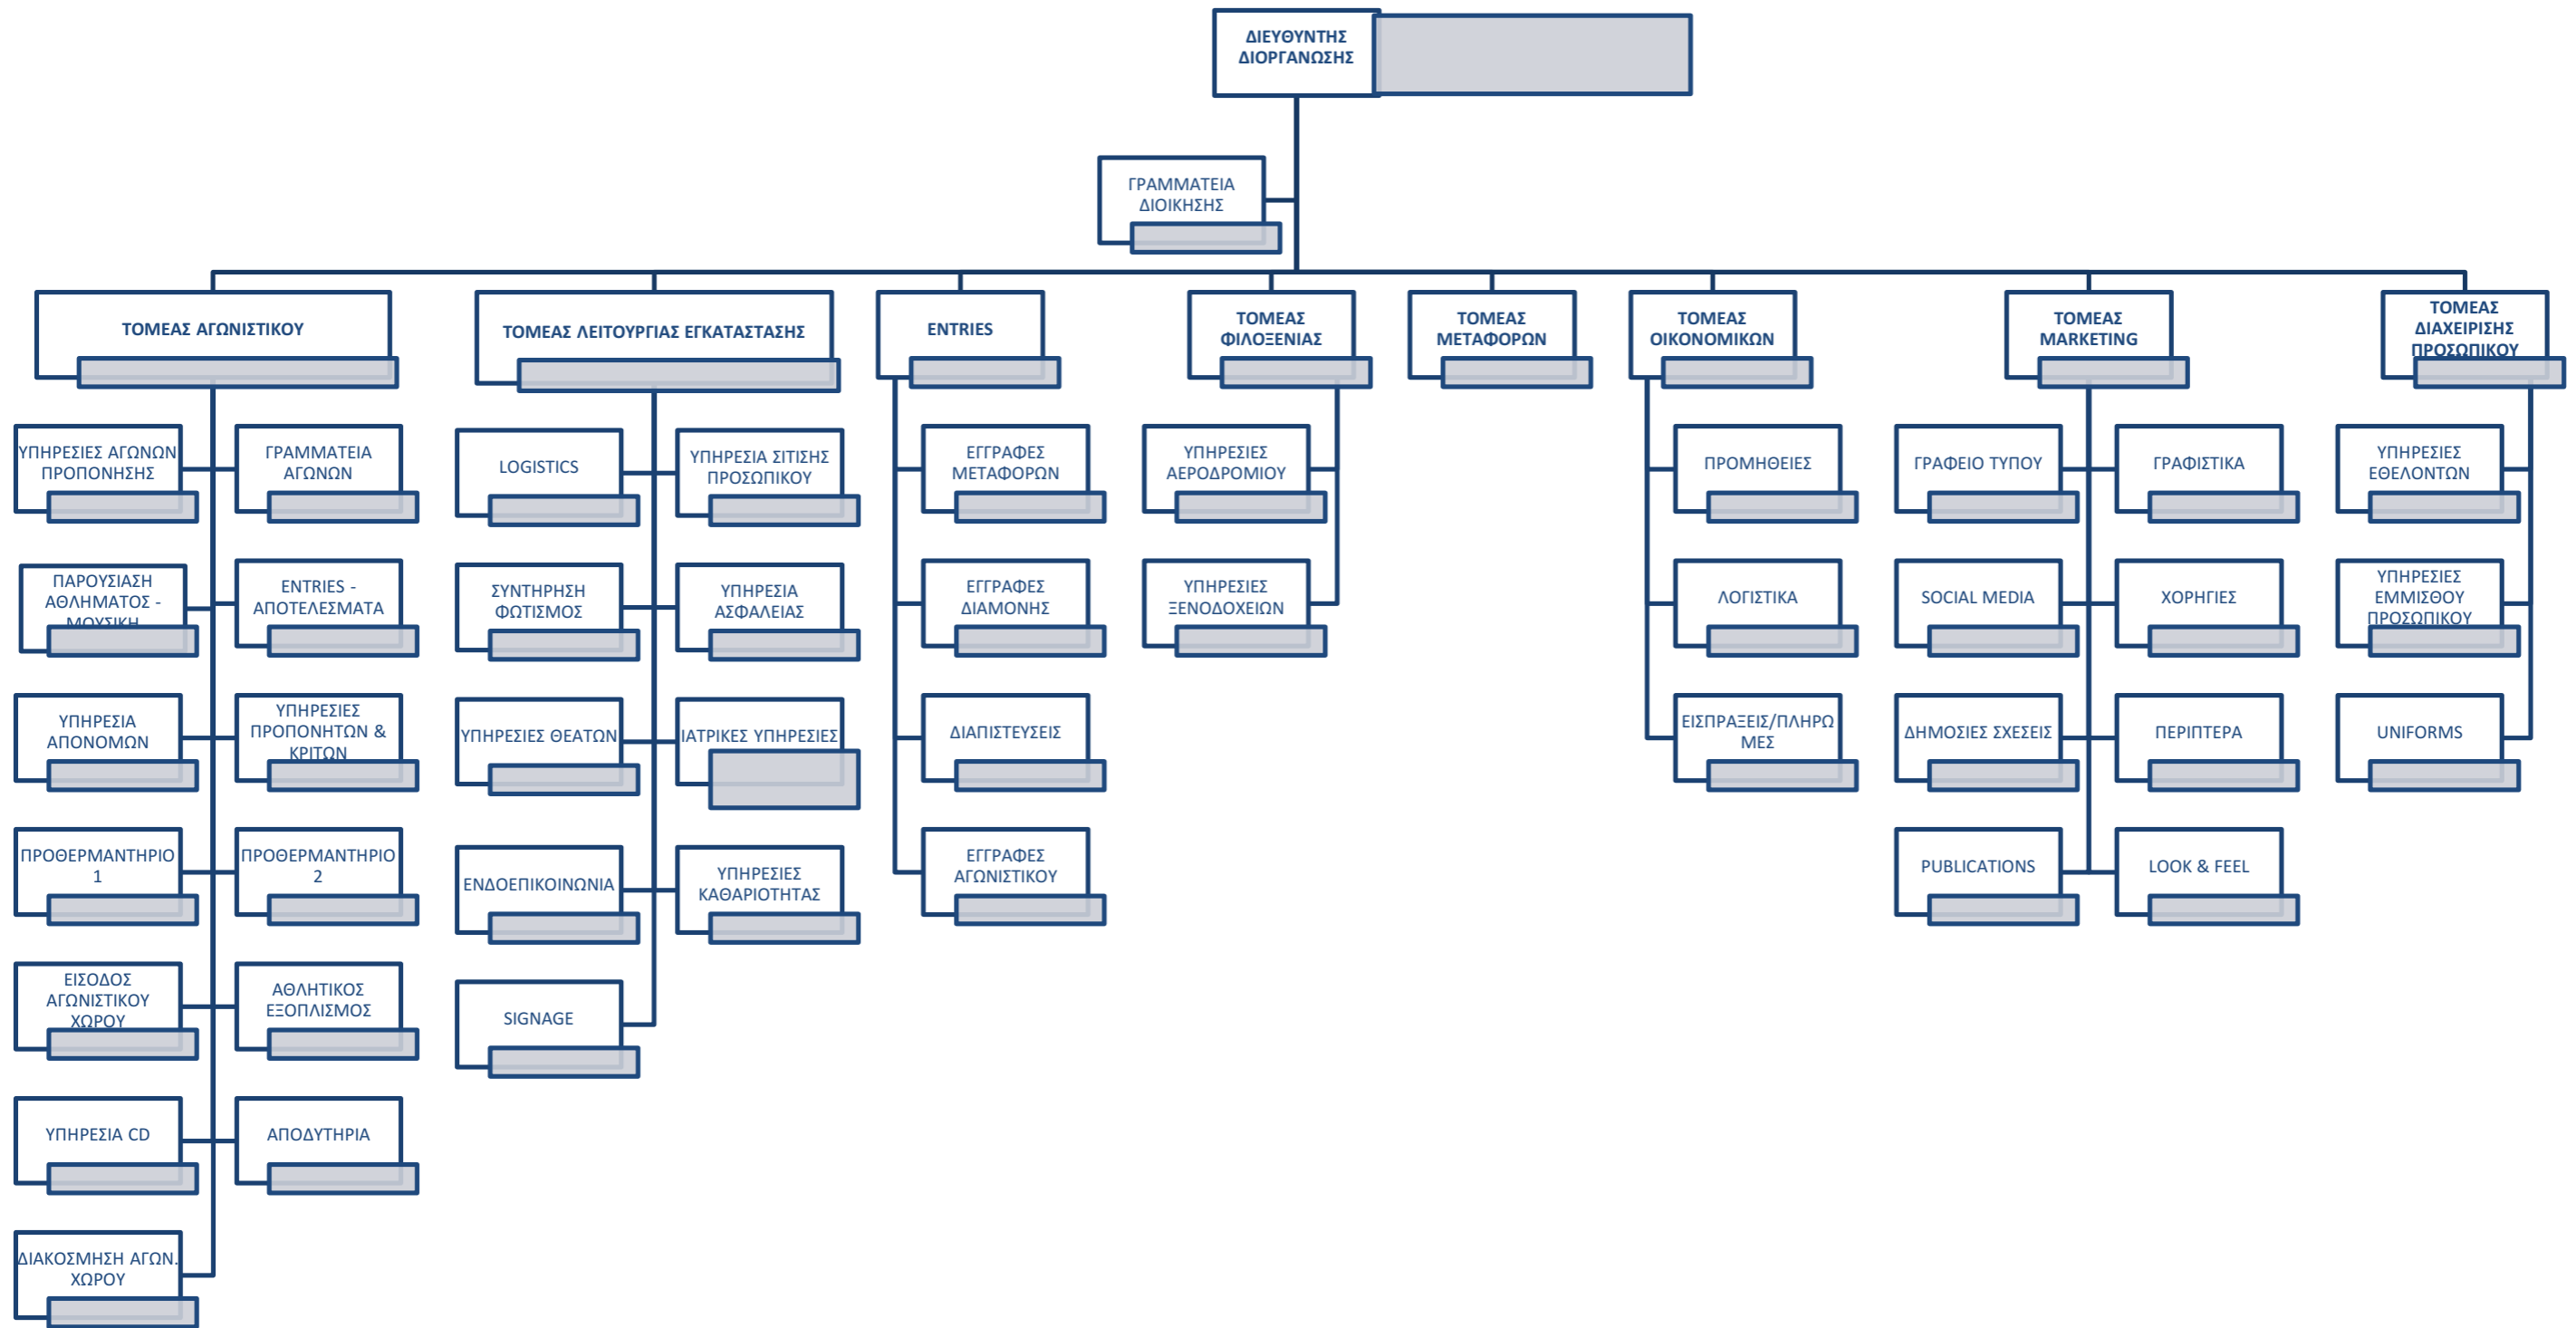 ΔΙΕΥΘΥΝΤΗΣ
ΔΙΟΡΓΑΝΩΣΗΣ
ΓΡΑΜΜΑΤΕΙΑ
ΔΙΟΙΚΗΣΗΣ
ΤΟΜΕΑΣ ΑΓΩΝΙΣΤΙΚΟΥ
ΥΠΗΡΕΣΙΕΣ ΑΓΩΝΩΝ
ΠΡΟΠΟΝΗΣΗΣ
ΓΡΑΜΜΑΤΕΙΑ
ΑΓΩΝΩΝ
ΠΑΡΟΥΣΙΑΣΗ
ΑΘΛΗΜΑΤΟΣ -
ΜΟΥΣΙΚΗ
ENTRIES -
ΑΠΟΤΕΛΕΣΜΑΤΑ
ΥΠΗΡΕΣΙΑ
ΑΠΟΝΟΜΩΝ
ΥΠΗΡΕΣΙΕΣ
ΠΡΟΠΟΝΗΤΩΝ &
ΚΡΙΤΩΝ
ΠΡΟΘΕΡΜΑΝΤΗΡΙΟ
1
ΠΡΟΘΕΡΜΑΝΤΗΡΙΟ
2
ΕΙΣΟΔΟΣ
ΑΓΩΝΙΣΤΙΚΟΥ
ΧΩΡΟΥ
ΑΘΛΗΤΙΚΟΣ
ΕΞΟΠΛΙΣΜΟΣ
ΥΠΗΡΕΣΙΑ CD
ΑΠΟΔΥΤΗΡΙΑ
ΔΙΑΚΟΣΜΗΣΗ ΑΓΩΝ.
ΧΩΡΟΥ
ΤΟΜΕΑΣ ΛΕΙΤΟΥΡΓΙΑΣ ΕΓΚΑΤΑΣΤΑΣΗΣ
LOGISTICS
ΥΠΗΡΕΣΙΑ ΣΙΤΙΣΗΣ
ΠΡΟΣΩΠΙΚΟΥ
ΣΥΝΤΗΡΗΣΗ
ΦΩΤΙΣΜΟΣ
ΥΠΗΡΕΣΙΑ
ΑΣΦΑΛΕΙΑΣ
ΥΠΗΡΕΣΙΕΣ ΘΕΑΤΩΝ
ΙΑΤΡΙΚΕΣ ΥΠΗΡΕΣΙΕΣ
ΕΝΔΟΕΠΙΚΟΙΝΩΝΙΑ
ΥΠΗΡΕΣΙΕΣ
ΚΑΘΑΡΙΟΤΗΤΑΣ
SIGNAGE
ENTRIES
ΕΓΓΡΑΦΕΣ
ΜΕΤΑΦΟΡΩΝ
ΕΓΓΡΑΦΕΣ
ΔΙΑΜΟΝΗΣ
ΔΙΑΠΙΣΤΕΥΣΕΙΣ
ΕΓΓΡΑΦΕΣ
ΑΓΩΝΙΣΤΙΚΟΥ
ΤΟΜΕΑΣ
ΦΙΛΟΞΕΝΙΑΣ
ΥΠΗΡΕΣΙΕΣ
ΑΕΡΟΔΡΟΜΙΟΥ
ΥΠΗΡΕΣΙΕΣ
ΞΕΝΟΔΟΧΕΙΩΝ
ΤΟΜΕΑΣ
ΜΕΤΑΦΟΡΩΝ
ΤΟΜΕΑΣ
ΟΙΚΟΝΟΜΙΚΩΝ
ΠΡΟΜΗΘΕΙΕΣ
ΛΟΓΙΣΤΙΚΑ
ΕΙΣΠΡΑΞΕΙΣ/ΠΛΗΡΩ
ΜΕΣ
ΤΟΜΕΑΣ
MARKETING
ΓΡΑΦΕΙΟ ΤΥΠΟΥ
ΓΡΑΦΙΣΤΙΚΑ
SOCIAL MEDIA
ΧΟΡΗΓΙΕΣ
ΔΗΜΟΣΙΕΣ ΣΧΕΣΕΙΣ
ΠΕΡΙΠΤΕΡΑ
PUBLICATIONS
LOOK & FEEL
ΤΟΜΕΑΣ
ΔΙΑΧΕΙΡΙΣΗΣ
ΠΡΟΣΩΠΙΚΟΥ
ΥΠΗΡΕΣΙΕΣ
ΕΘΕΛΟΝΤΩΝ
ΥΠΗΡΕΣΙΕΣ
ΕΜΜΙΣΘΟΥ
ΠΡΟΣΩΠΙΚΟΥ
UNIFORMS